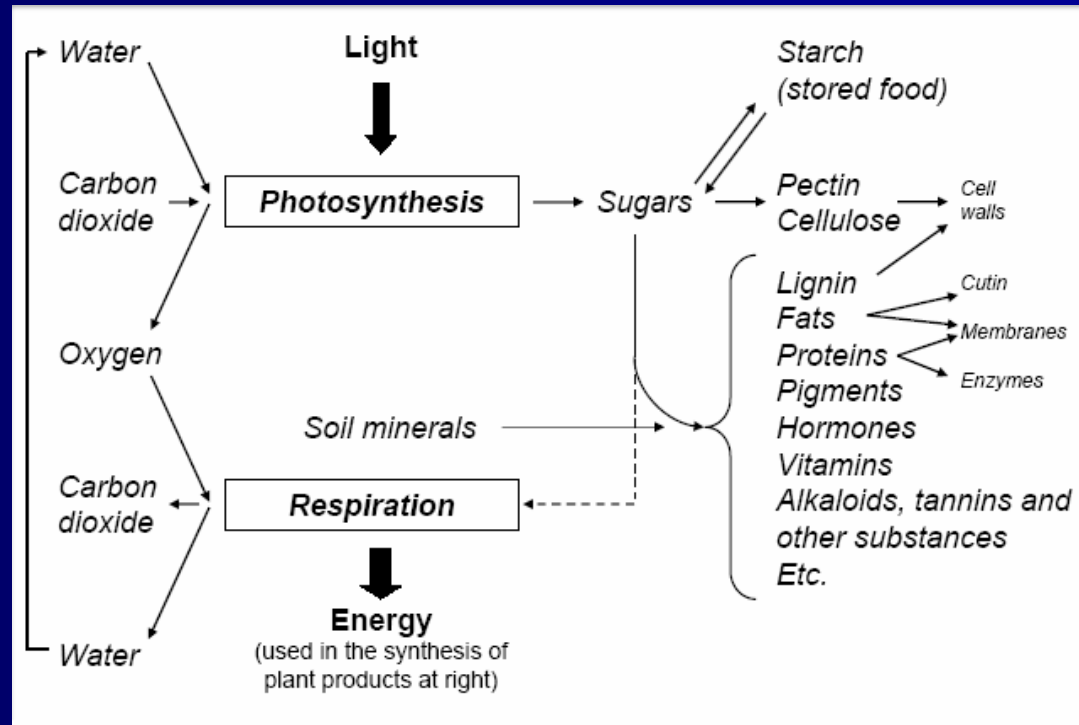 Water
Light
Starch
(stored food)
Carbon
dioxide
Photosynthesis
Sugars
Pectin
Cellulose
Cell
walls
Lignin
Fats
Proteins
Pigments
Hormones
Vitamins
Alkaloids, tannins and
other substances
Etc.
Cutin
Membranes
Enzymes
Oxygen
Soil minerals
Carbon
dioxide
Respiration
Energy
(used in the synthesis of
plant products at right)
Water